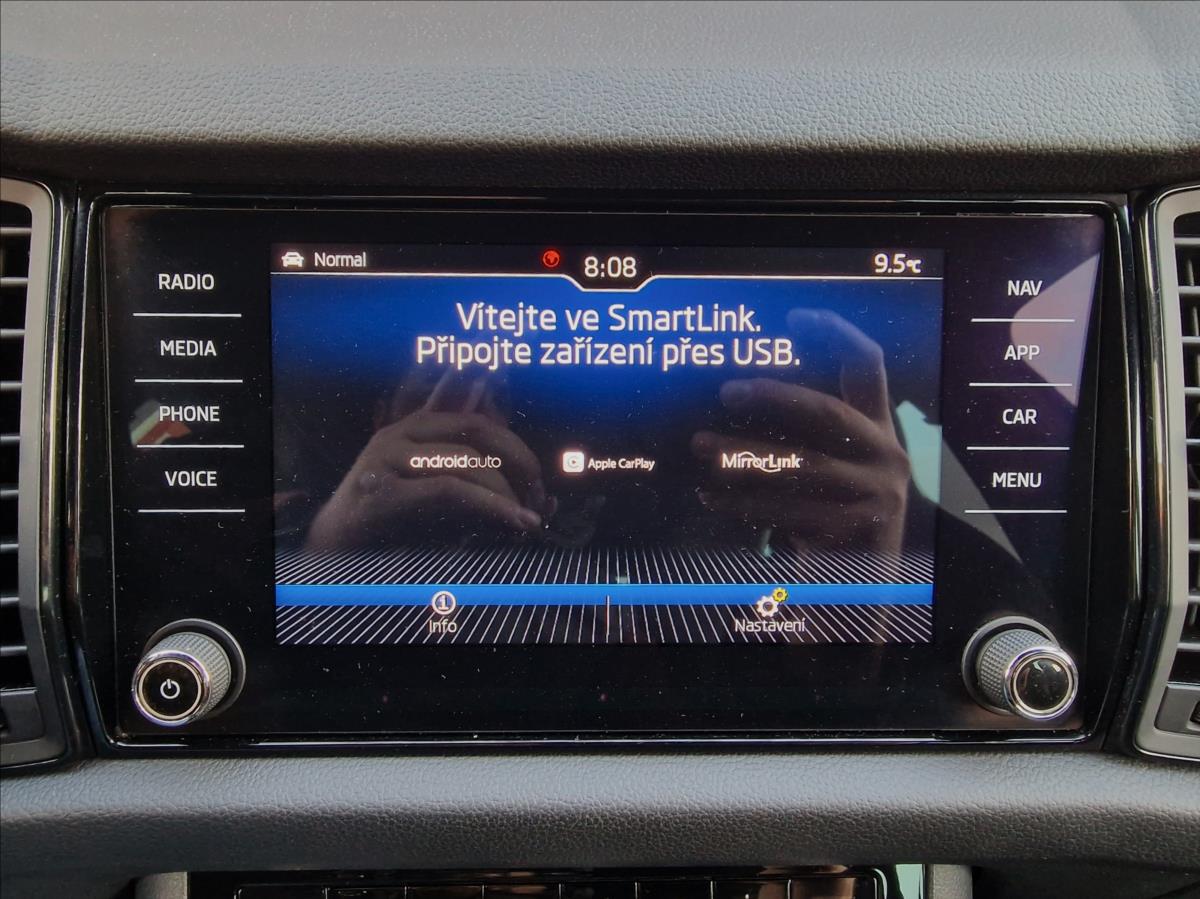 Normal
8:08
9.5°C
Vítejte ve SmartLink.
Připojte zařízení přes USB.
androidauto
Apple CarPlay
MirrorLink
Info
Nastavení
RADIO
MEDIA
PHONE
VOICE
NAV
APP
CAR
MENU